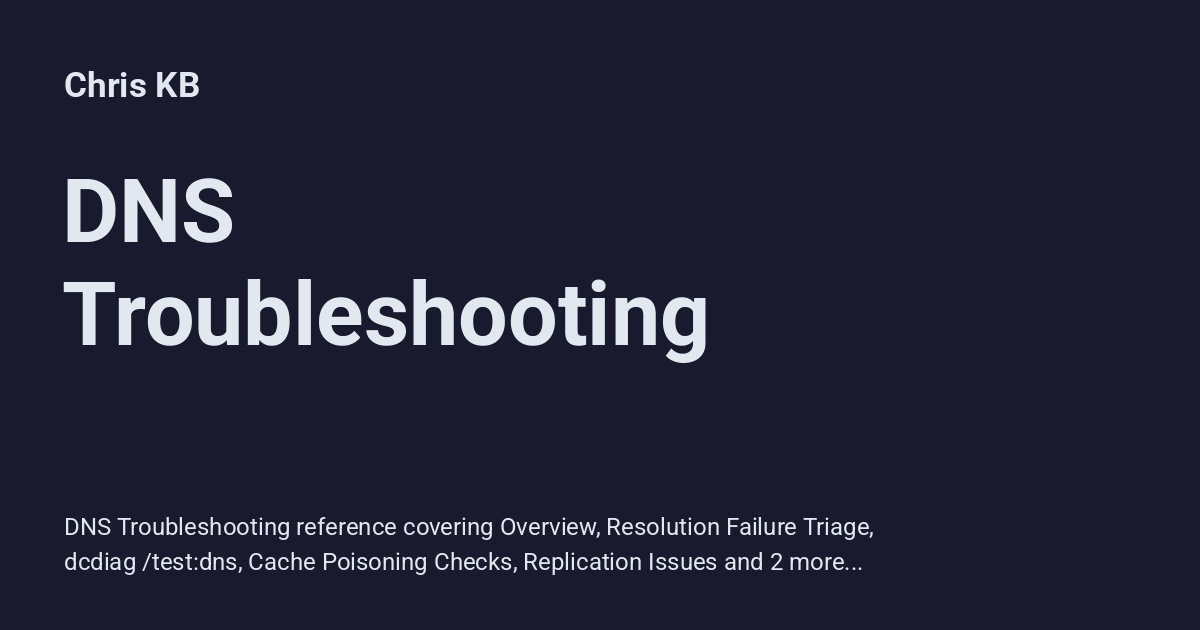 Chris KB
DNS
Troubleshooting
DNS Troubleshooting reference covering Overview, Resolution Failure Triage,
dcdiag /test:dns, Cache Poisoning Checks, Replication Issues and 2 more...